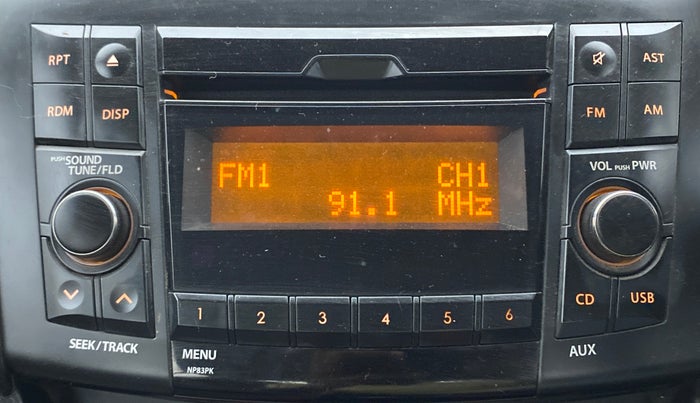 RPT
RDM
DISP
AST
FM
AM
PUSH SOUND
TUNE/FLD
VOL PUSH PWR
FM1 CH1
91.1 MHz
1 2 3 4 5 6
CD
USB
SEEK/TRACK
MENU
NP83PK
AUX